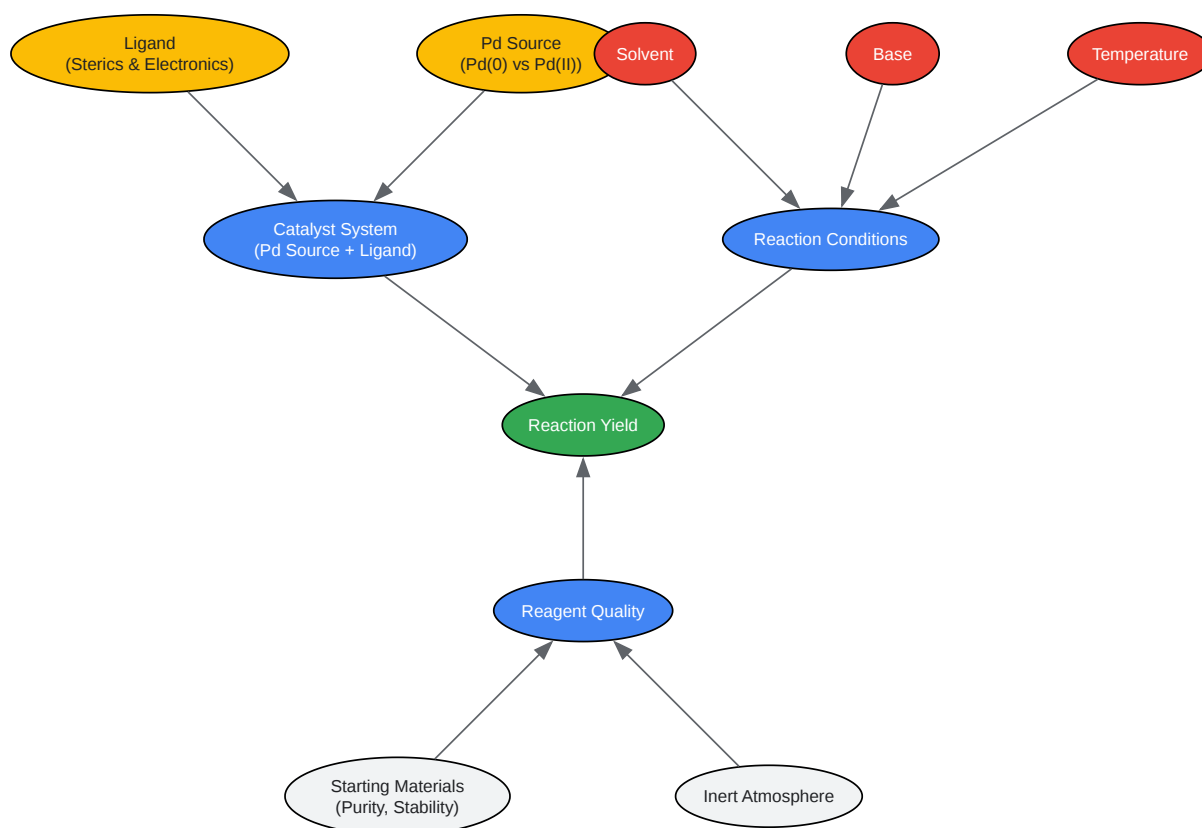 Ligand
(Sterics & Electronics)
Pd Source
(Pd(0) vs Pd(II))
Solvent
Base
Temperature
Catalyst System
(Pd Source + Ligand)
Reaction Conditions
Reaction Yield
Reagent Quality
Starting Materials
(Purity, Stability)
Inert Atmosphere